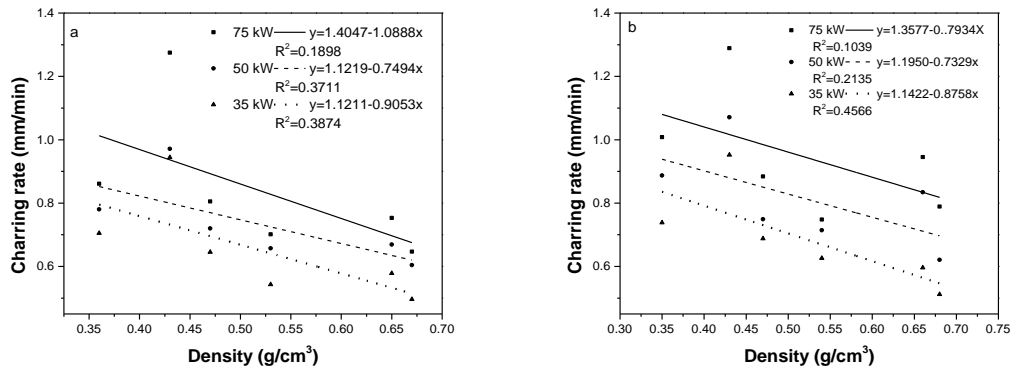 a
75 kW y=1.4047-1.0888x
R²=0.1898
50 kW y=1.1219-0.7494x
R²=0.3711
35 kW y=1.1211-0.9053x
R²=0.3874
1.4
1.2
1.0
0.8
0.6
Charring rate (mm/min)
0.35 0.40 0.45 0.50 0.55 0.60 0.65 0.70
Density (g/cm³)
b
75 kW y=1.3577-0..7934X
R²=0.1039
50 kW y=1.1950-0.7329x
R²=0.2135
35 kW y=1.1422-0.8758x
R²=0.4566
1.4
1.2
1.0
0.8
0.6
Charring rate (mm/min)
0.30 0.35 0.40 0.45 0.50 0.55 0.60 0.65 0.70 0.75
Density (g/cm³)